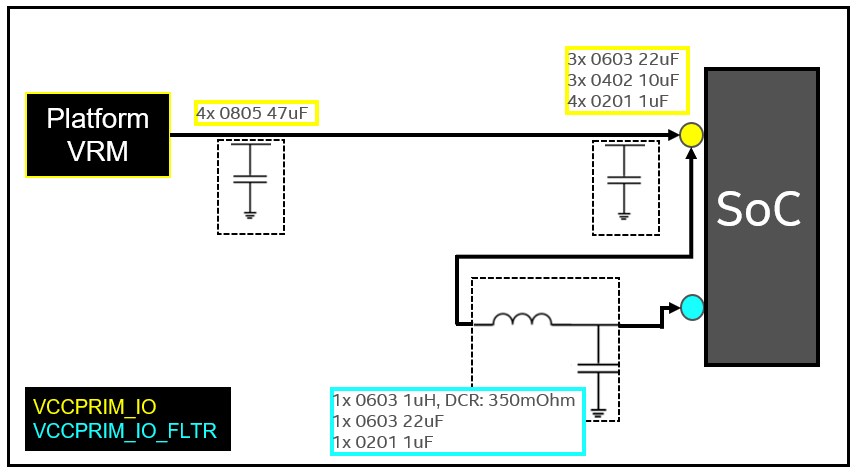 3x 0603 22uF
3x 0402 10uF
4x 0201 1uF
Platform
VRM
4x 0805 47uF
SoC
1x 0603 1uH, DCR: 350mOhm
1x 0603 22uF
1x 0201 1uF
VCCPRIM_IO
VCCPRIM_IO_FLTR